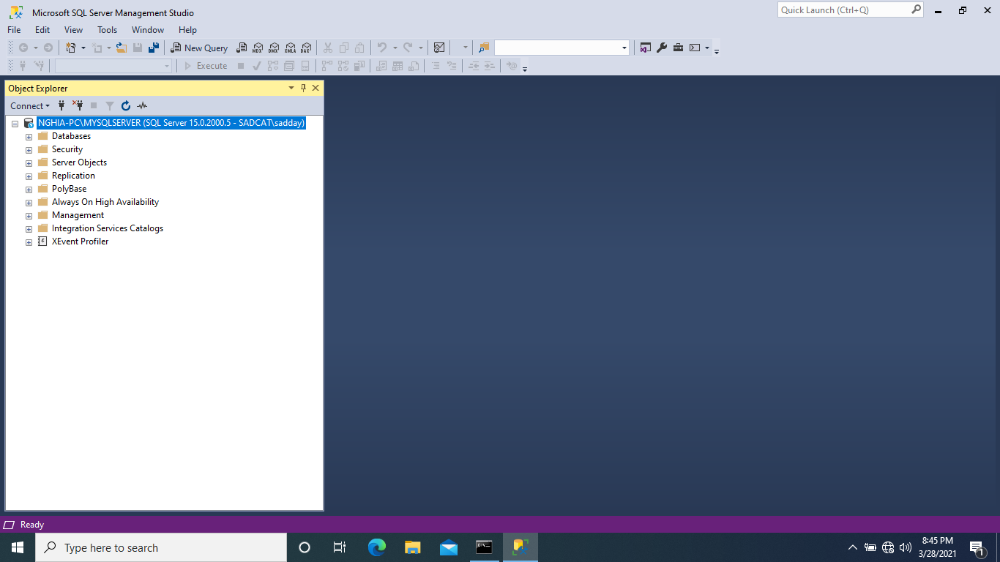 Microsoft SQL Server Management Studio
Quick Launch (Ctrl+Q)
File Edit View Tools Window Help
New Query MDX DMX XMLA DAX
Execute
Object Explorer
Connect
NGHIA-PC\MYSQLSERVER (SQL Server 15.0.2000.5 - SADCAT\sadday)
Databases
Security
Server Objects
Replication
PolyBase
Always On High Availability
Management
Integration Services Catalogs
XEvent Profiler
Ready
Type here to search
8:45 PM
3/28/2021
1